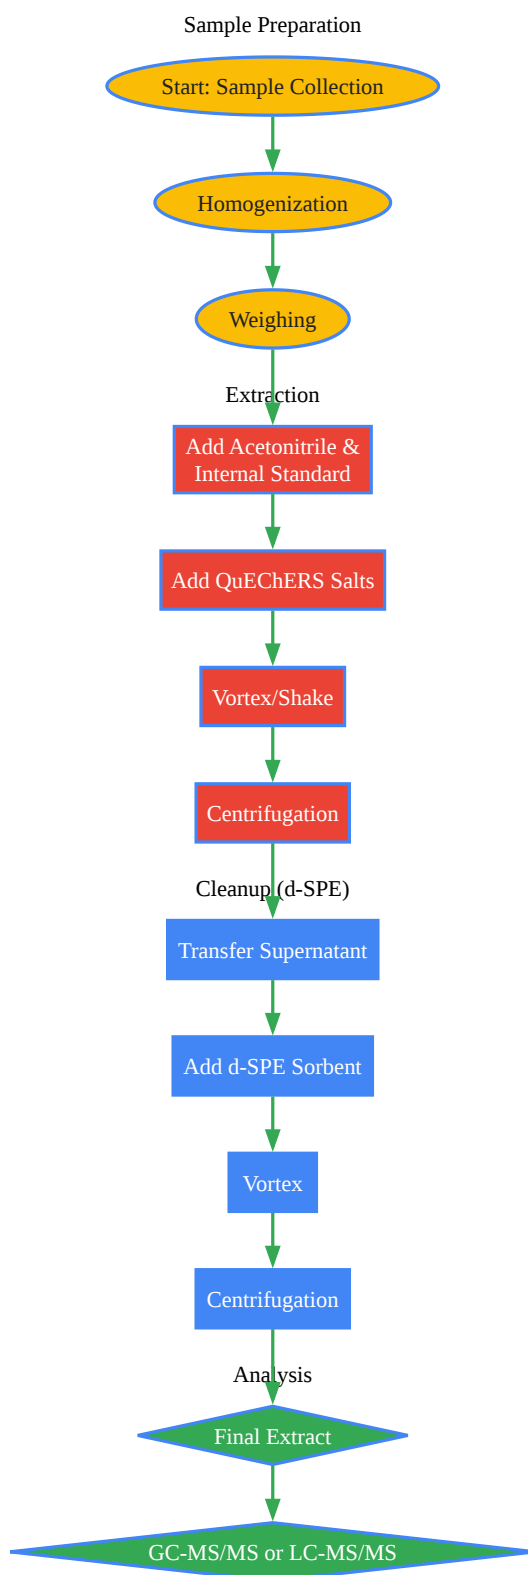 Sample Preparation
Start: Sample Collection
Homogenization
Weighing
Extraction
Add Acetonitrile &
Internal Standard
Add QuEChERS Salts
Vortex/Shake
Centrifugation
Cleanup (d-SPE)
Transfer Supernatant
Add d-SPE Sorbent
Vortex
Centrifugation
Analysis
Final Extract
GC-MS/MS or LC-MS/MS